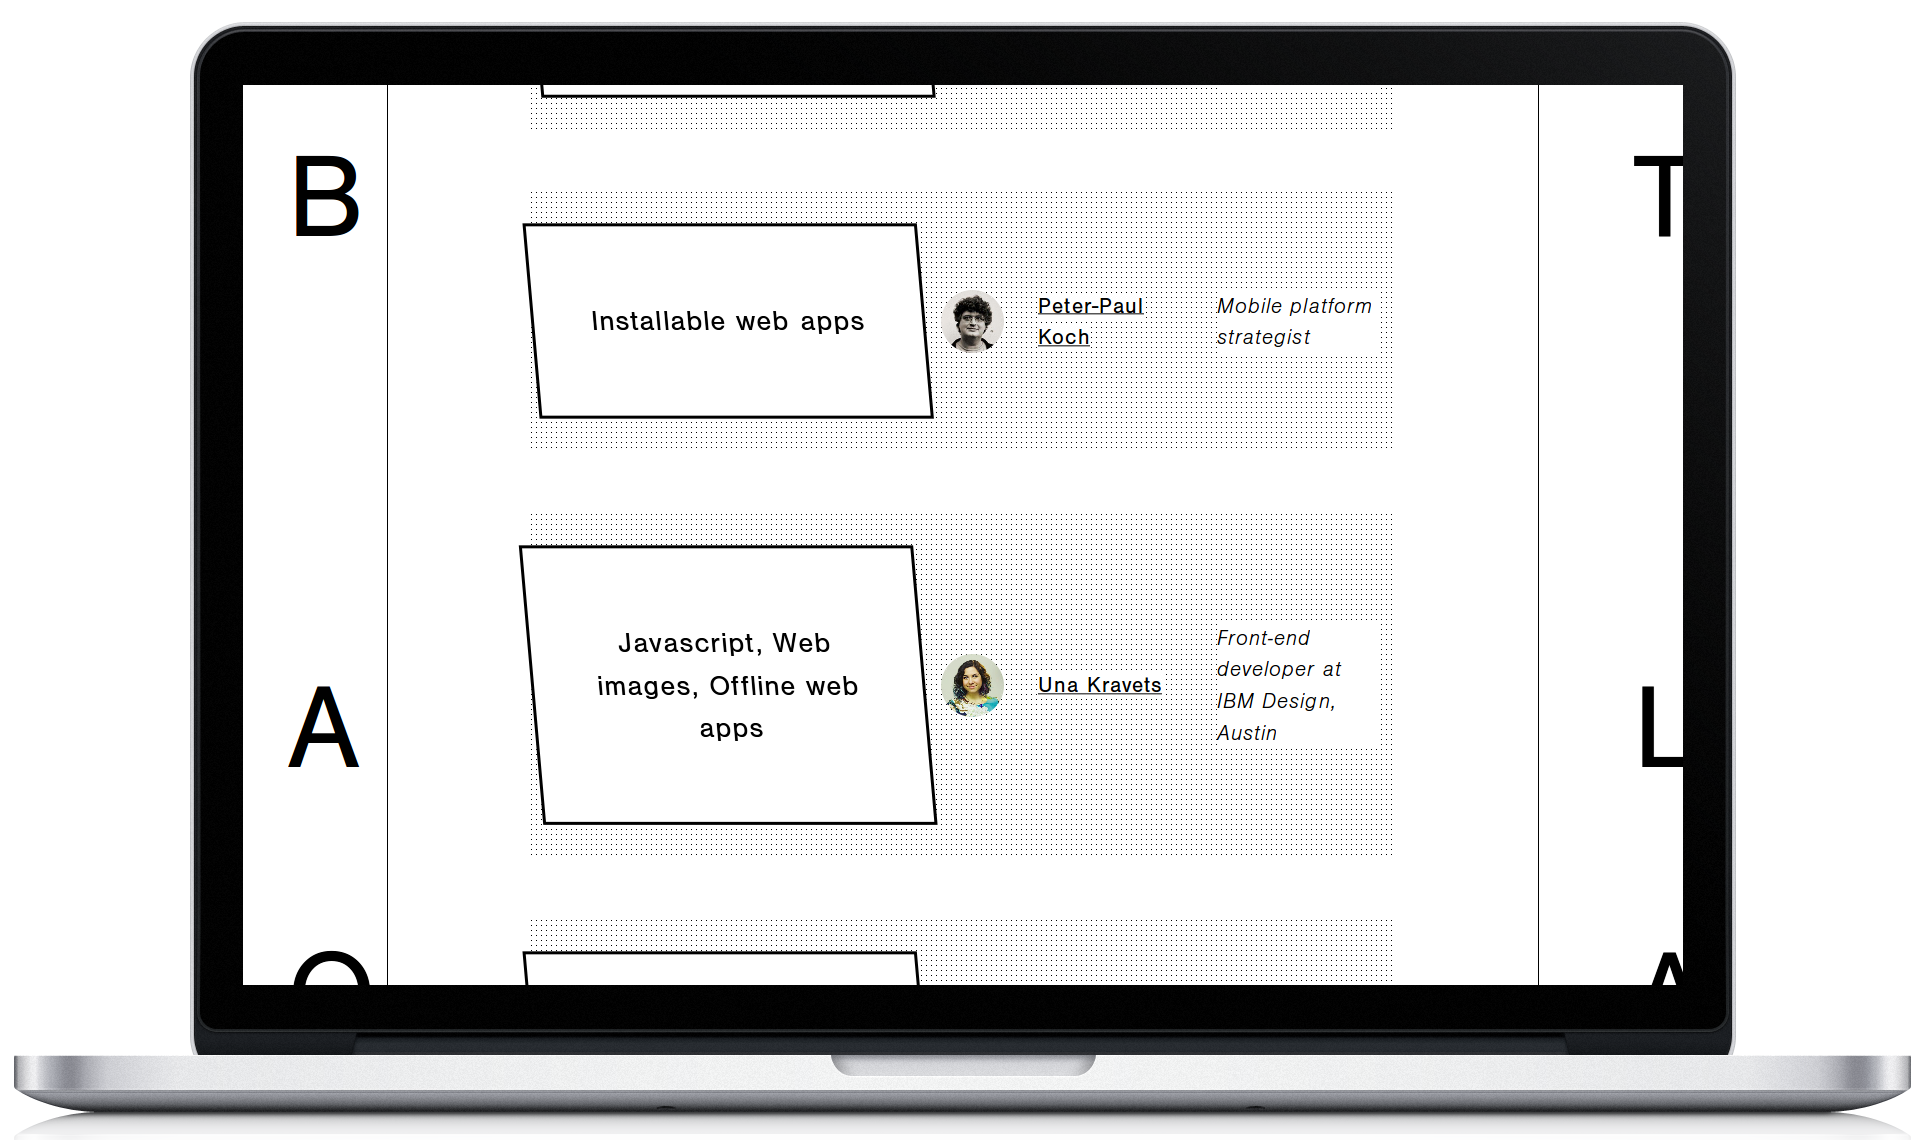 B
T
Installable web apps
Peter-Paul
Koch
Mobile platform
strategist
Javascript, Web
images, Offline web
apps
Una Kravets
Front-end
developer at
IBM Design,
Austin
A
L